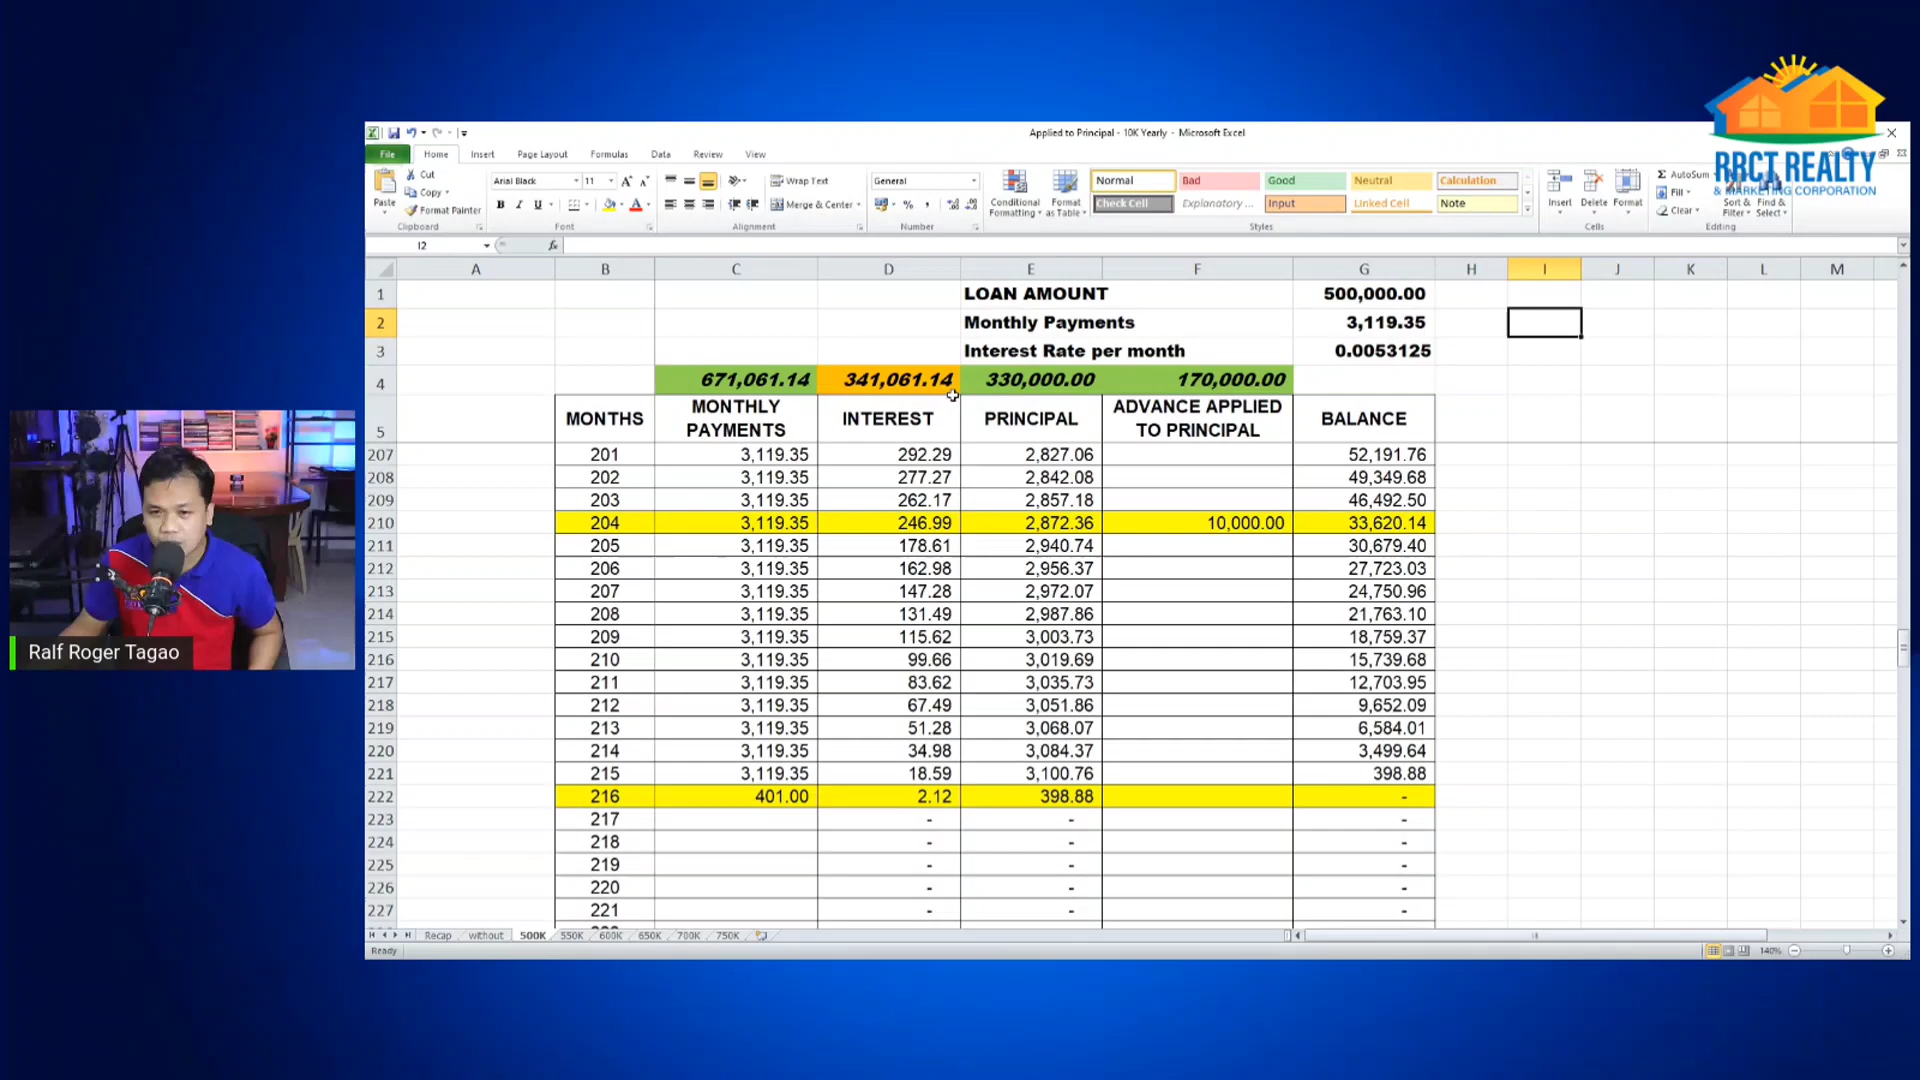 RRCT REALTY
& MARKETING CORPORATION
Applied to Principal - 10K Yearly - Microsoft Excel
File Home Insert Page Layout Formulas Data Review View
Paste
Cut
Copy
Format Painter
Clipboard
Arial Black 11
B I U
Font
Wrap Text
Merge & Center
Alignment
General
Number
Conditional Formatting
Format as Table
Normal Bad Good Neutral Calculation
Check Cell Explanatory ... Input Linked Cell Note
Styles
Insert Delete Format
Cells
Σ AutoSum
Fill
Clear
Sort & Filter
Find & Select
Editing
I2 fx
A B C D E F G H I J K L M
1 LOAN AMOUNT 500,000.00
2 Monthly Payments 3,119.35
3 Interest Rate per month 0.0053125
4 671,061.14 341,061.14 330,000.00 170,000.00
5 MONTHS MONTHLY PAYMENTS INTEREST PRINCIPAL ADVANCE APPLIED TO PRINCIPAL BALANCE
207 201 3,119.35 292.29 2,827.06 52,191.76
208 202 3,119.35 277.27 2,842.08 49,349.68
209 203 3,119.35 262.17 2,857.18 46,492.50
210 204 3,119.35 246.99 2,872.36 10,000.00 33,620.14
211 205 3,119.35 178.61 2,940.74 30,679.40
212 206 3,119.35 162.98 2,956.37 27,723.03
213 207 3,119.35 147.28 2,972.07 24,750.96
214 208 3,119.35 131.49 2,987.86 21,763.10
215 209 3,119.35 115.62 3,003.73 18,759.37
216 210 3,119.35 99.66 3,019.69 15,739.68
217 211 3,119.35 83.62 3,035.73 12,703.95
218 212 3,119.35 67.49 3,051.86 9,652.09
219 213 3,119.35 51.28 3,068.07 6,584.01
220 214 3,119.35 34.98 3,084.37 3,499.64
221 215 3,119.35 18.59 3,100.76 398.88
222 216 401.00 2.12 398.88 -
223 217 - - -
224 218 - - -
225 219 - - -
226 220 - - -
227 221 - - -
Recap without 500K 550K 600K 650K 700K 750K
Ready 140%
Ralf Roger Tagao